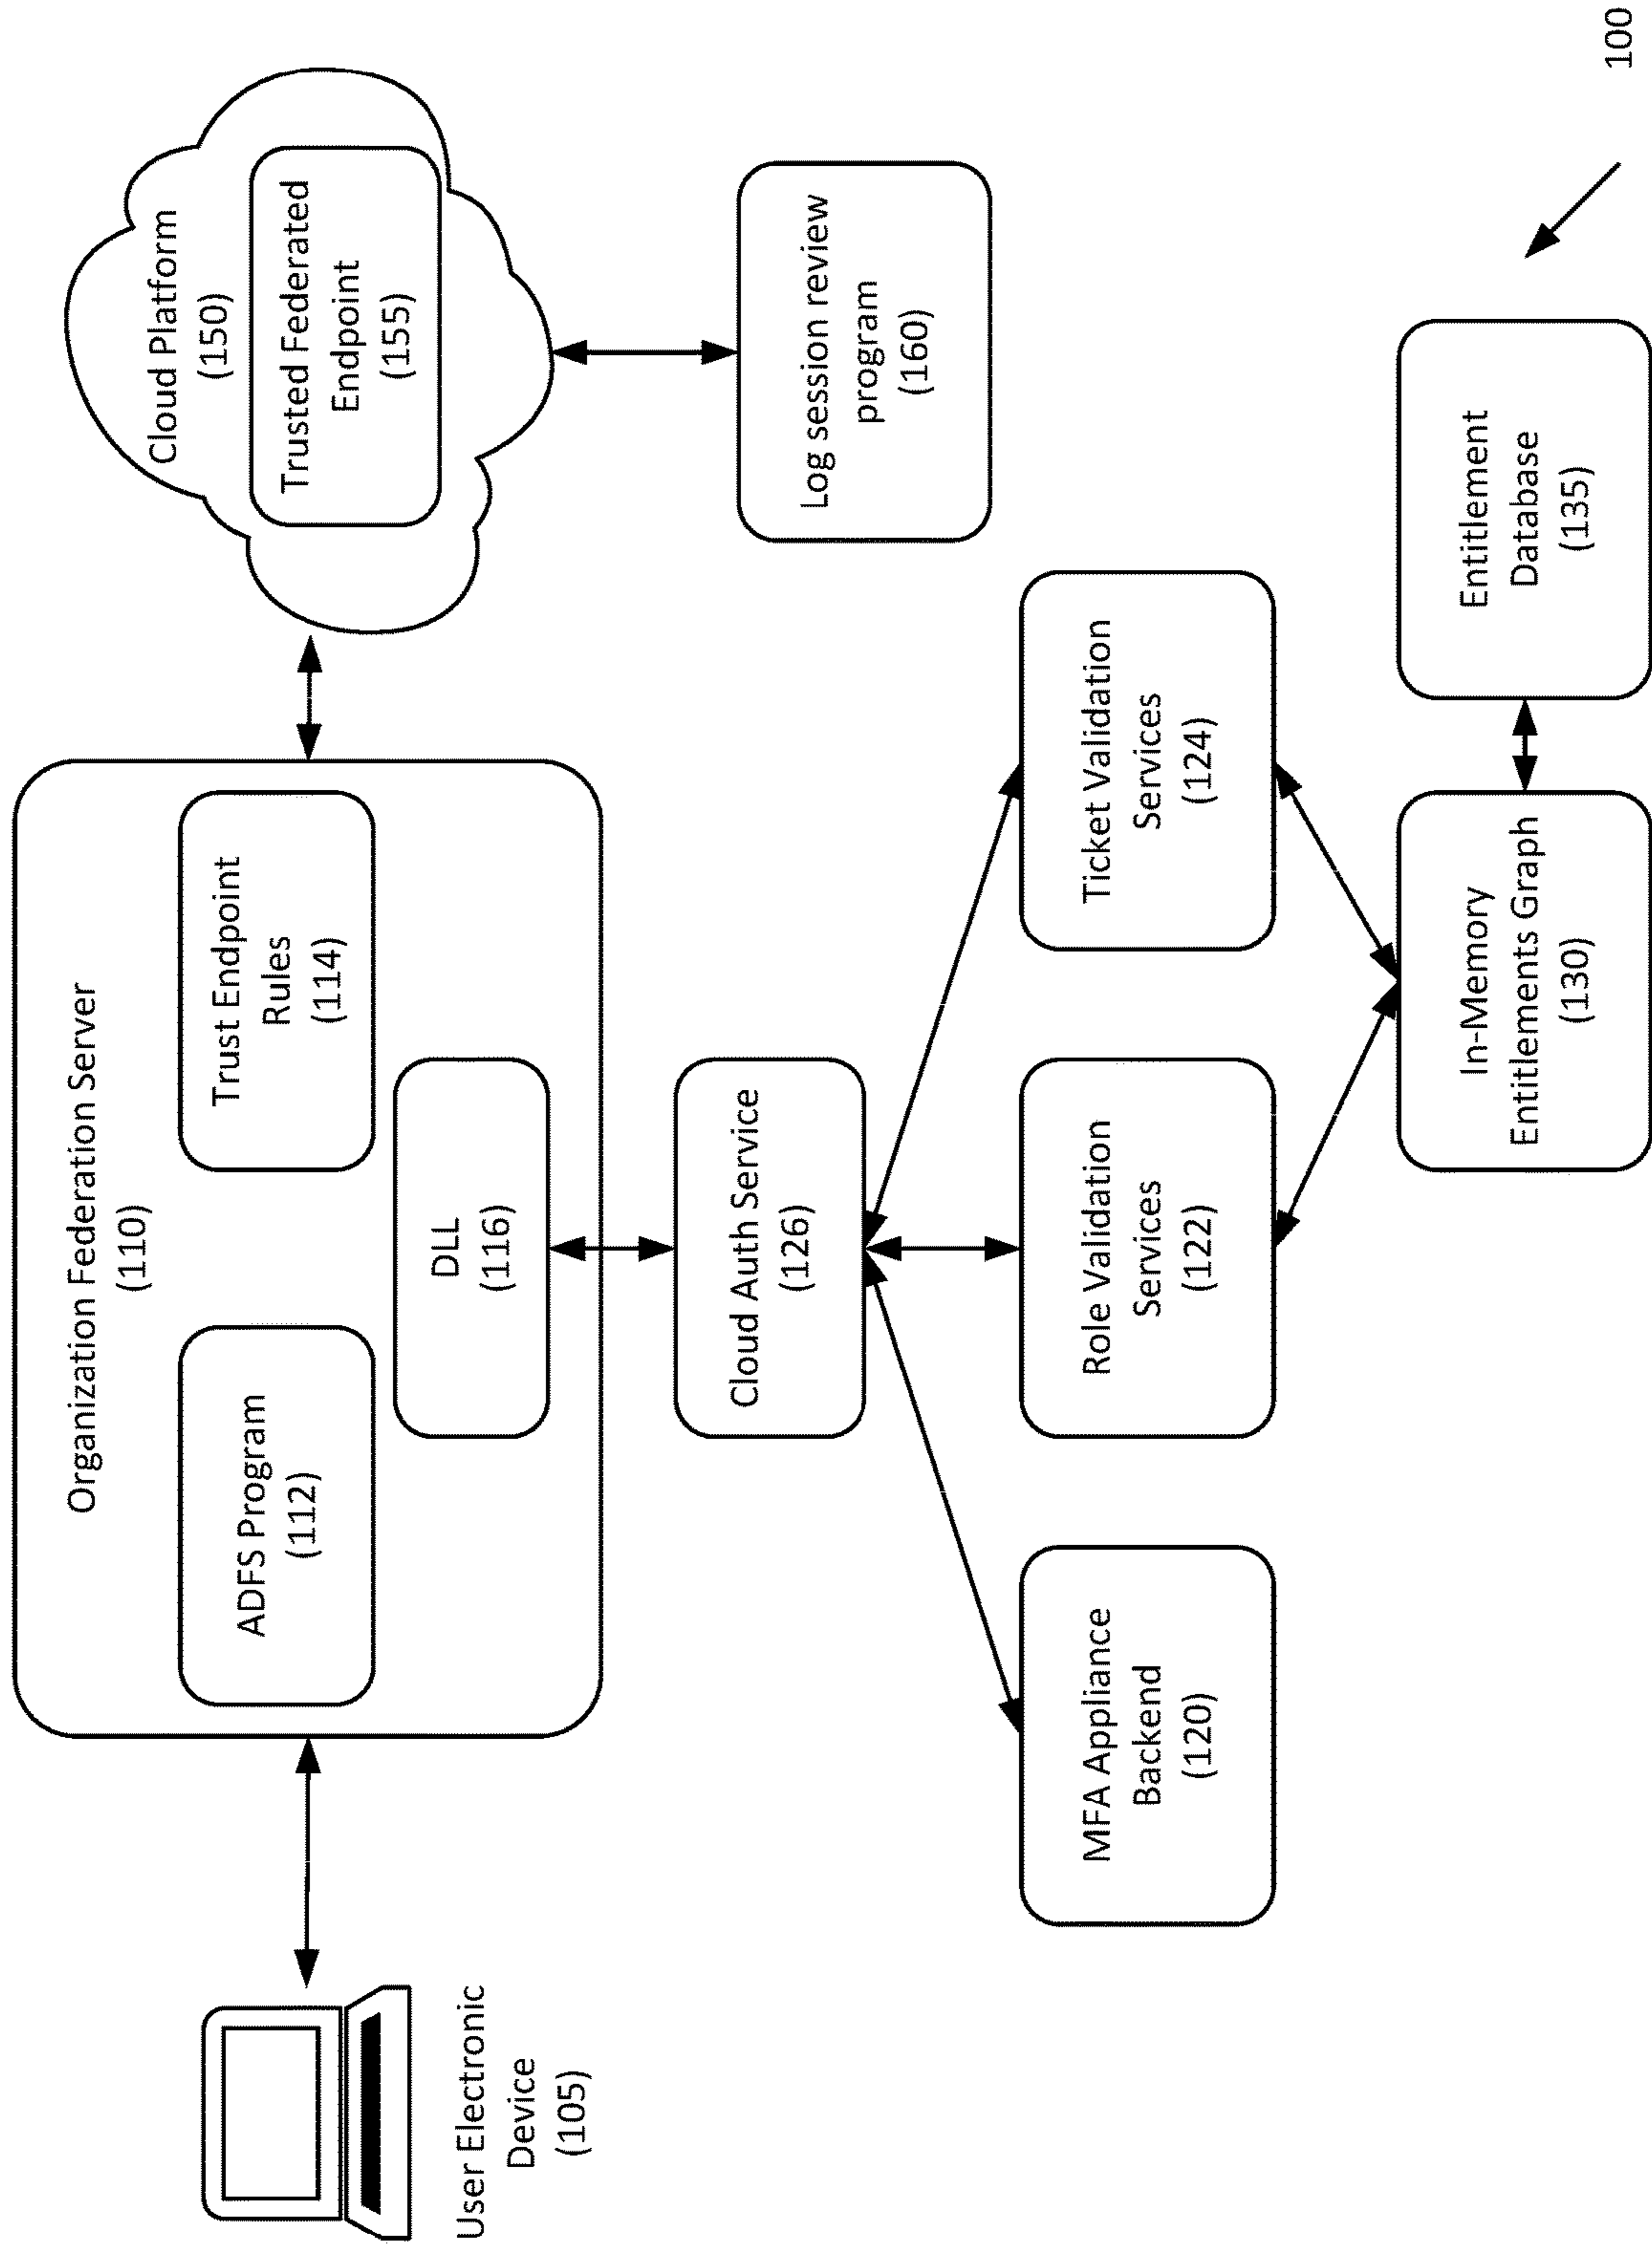 Organization Federation Server
(110)
ADFS Program
(112)
Trust Endpoint
Rules
(114)
DLL
(116)
Cloud Platform
(150)
Trusted Federated
Endpoint
(155)
User Electronic
Device
(105)
Cloud Auth Service
(126)
Log session review
program
(160)
MFA Appliance
Backend
(120)
Role Validation
Services
(122)
Ticket Validation
Services
(124)
In-Memory
Entitlements Graph
(130)
Entitlement
Database
(135)
100